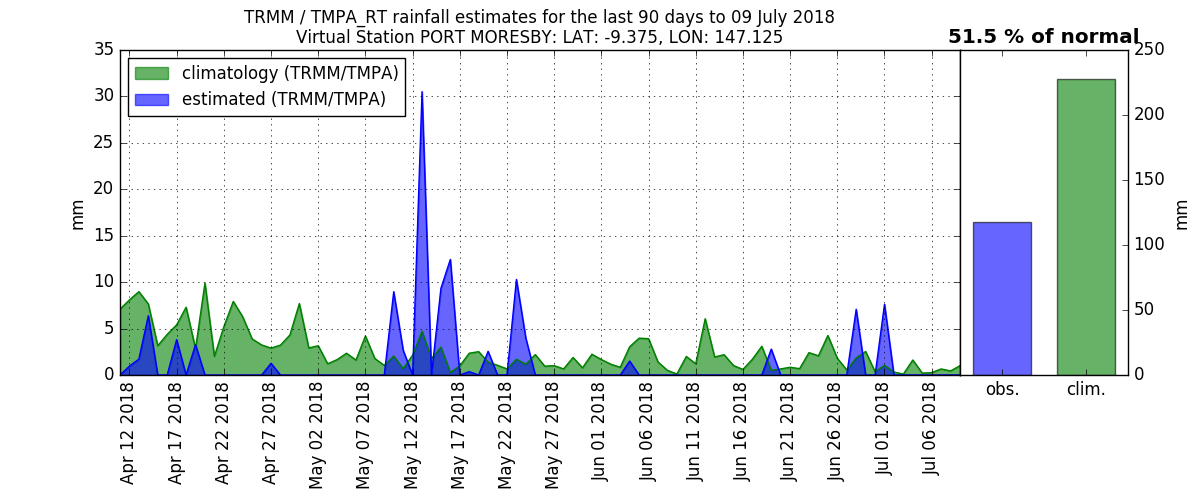 TRMM / TMPA_RT rainfall estimates for the last 90 days to 09 July 2018
Virtual Station PORT MORESBY: LAT: -9.375, LON: 147.125
51.5 % of normal
climatology (TRMM/TMPA)
estimated (TRMM/TMPA)
mm
35
30
25
20
15
10
5
0
Apr 12 2018
Apr 17 2018
Apr 22 2018
Apr 27 2018
May 02 2018
May 07 2018
May 12 2018
May 17 2018
May 22 2018
May 27 2018
Jun 01 2018
Jun 06 2018
Jun 11 2018
Jun 16 2018
Jun 21 2018
Jun 26 2018
Jul 01 2018
Jul 06 2018
obs.
clim.
250
200
150
100
50
0
mm